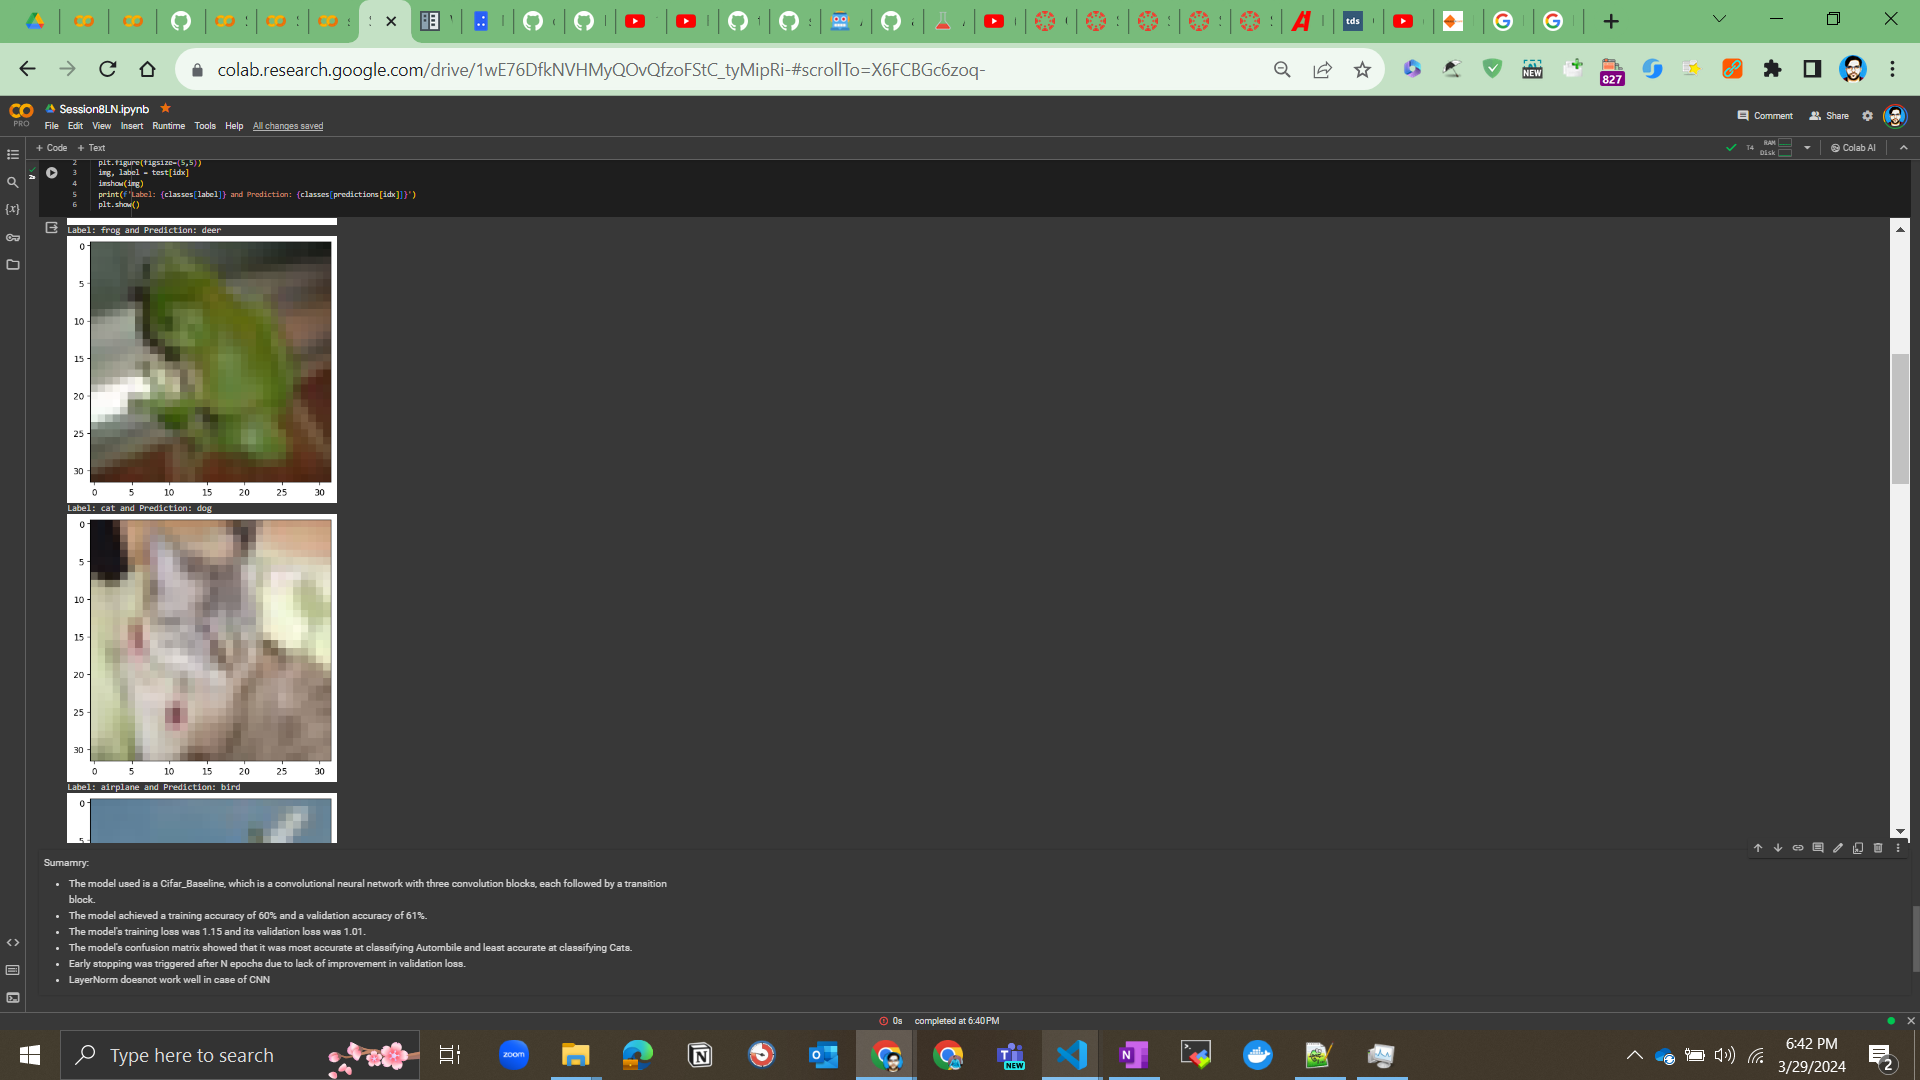 colab.research.google.com/drive/1wE76DfkNVHMyQOvQfzoFStC_tyMipRi-#scrollTo=X6FCBGc6zoq-
NEW
827
Session8LN.ipynb
PRO
File Edit View Insert Runtime Tools Help All changes saved
Comment Share
+ Code + Text
T4 RAM Disk Colab AI
2 plt.figure(figsize=(5,5))
3 img, label = test[idx]
4 imshow(img)
5 print(f'Label: {classes[label]} and Prediction: {classes[predictions[idx]]}')
6 plt.show()
Label: frog and Prediction: deer
0
5
10
15
20
25
30
0 5 10 15 20 25 30
Label: cat and Prediction: dog
0
5
10
15
20
25
30
0 5 10 15 20 25 30
Label: airplane and Prediction: bird
0
5
Sumamry:
The model used is a Cifar_Baseline, which is a convolutional neural network with three convolution blocks, each followed by a transition
block.
The model achieved a training accuracy of 60% and a validation accuracy of 61%.
The model's training loss was 1.15 and its validation loss was 1.01.
The model's confusion matrix showed that it was most accurate at classifying Autombile and least accurate at classifying Cats.
Early stopping was triggered after N epochs due to lack of improvement in validation loss.
LayerNorm doesnot work well in case of CNN
0s completed at 6:40 PM
Type here to search
zoom
NEW
6:42 PM
3/29/2024
2